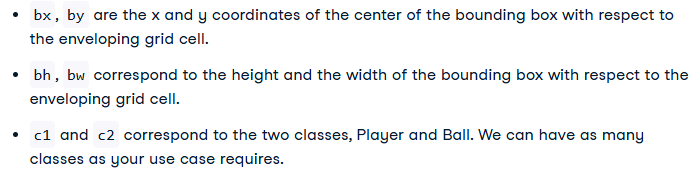 • bx, by are the x and y coordinates of the center of the bounding box with respect to
the enveloping grid cell.
• bh, bw correspond to the height and the width of the bounding box with respect to the
enveloping grid cell.
• c1 and c2 correspond to the two classes, Player and Ball. We can have as many
classes as your use case requires.